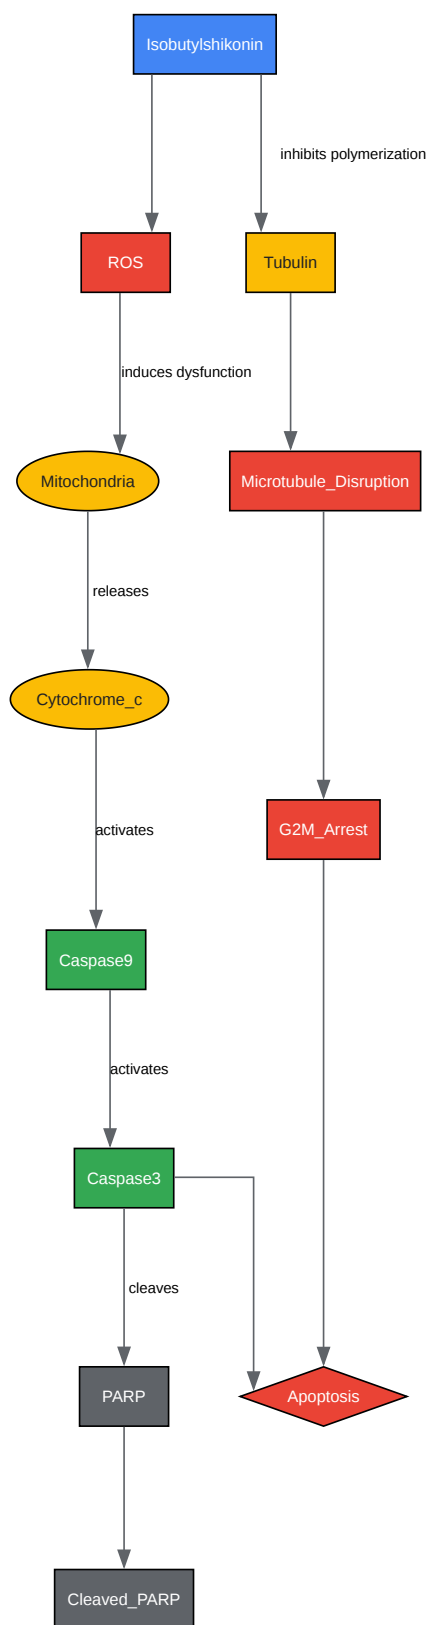 Isobutylshikonin
inhibits polymerization
ROS
Tubulin
induces dysfunction
Mitochondria
Microtubule_Disruption
releases
Cytochrome_c
activates
G2M_Arrest
Caspase9
activates
Caspase3
cleaves
PARP
Apoptosis
Cleaved_PARP